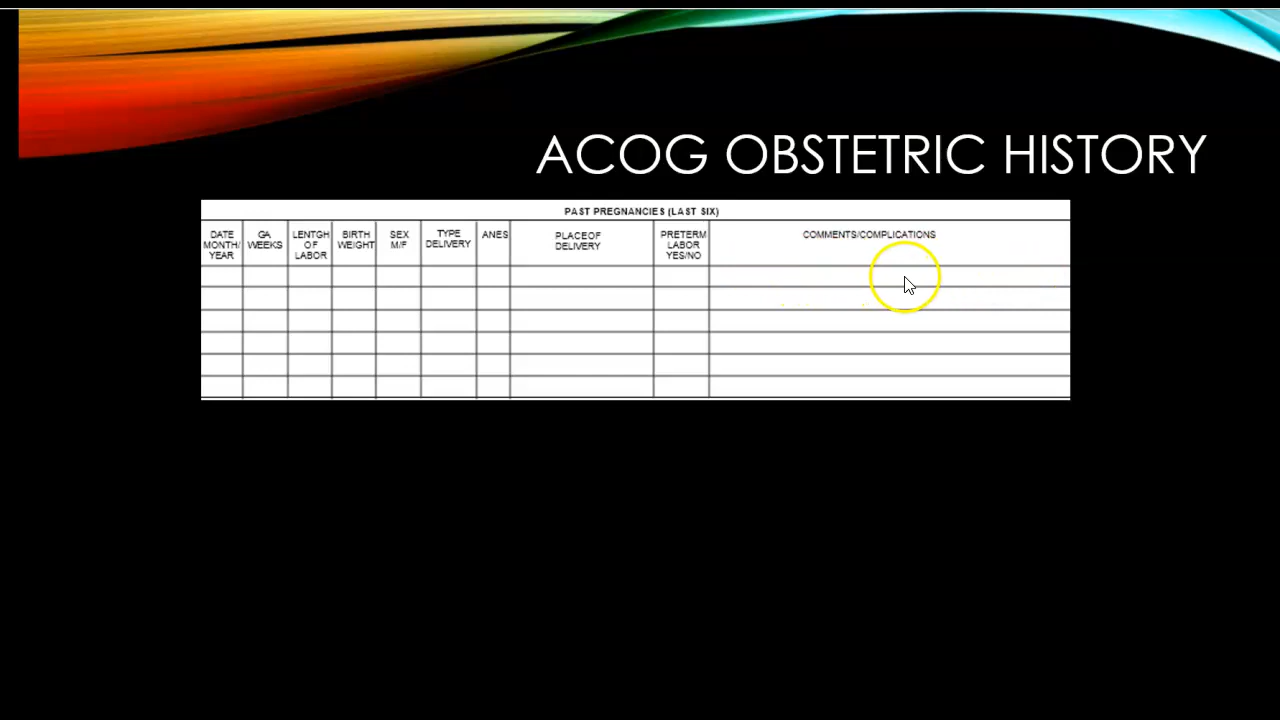 ACOG OBSTETRIC HISTORY
PAST PREGNANCIES (LAST SIX)
DATE MONTH/ YEAR
GA WEEKS
LENTGH OF LABOR
BIRTH WEIGHT
SEX M/F
TYPE DELIVERY
ANES
PLACE OF DELIVERY
PRETERM LABOR YES/NO
COMMENTS/COMPLICATIONS